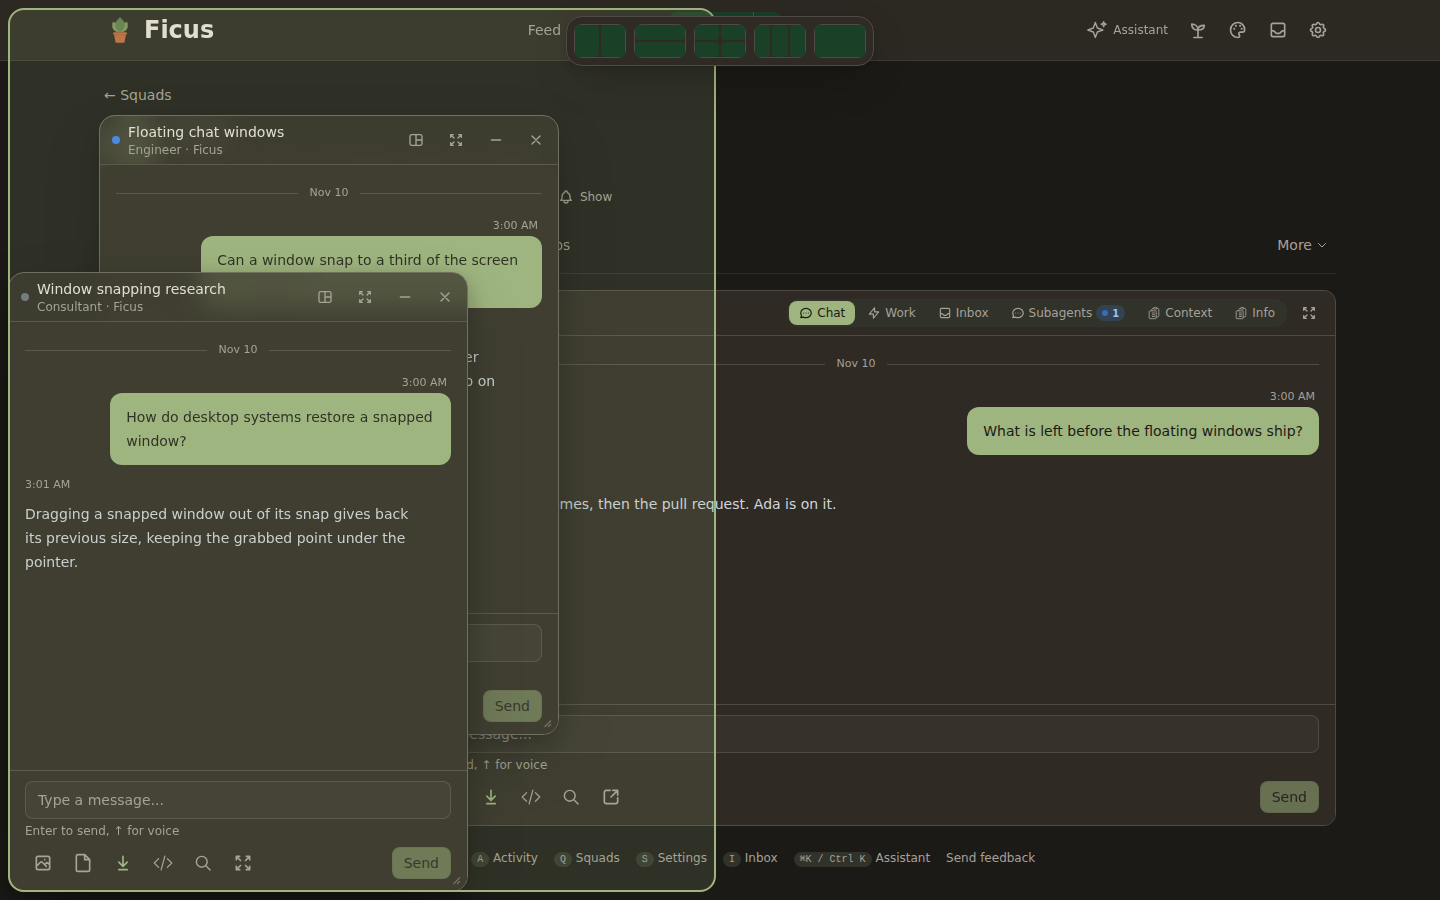 Ficus
Feed
Assistant
← Squads
Floating chat windows
Engineer · Ficus
Nov 10
3:00 AM
Can a window snap to a third of the screen
Show
More
Chat
Work
Inbox
Subagents
1
Context
Info
Nov 10
3:00 AM
What is left before the floating windows ship?
, then the pull request. Ada is on it.
Window snapping research
Consultant · Ficus
Nov 10
3:00 AM
How do desktop systems restore a snapped
window?
3:01 AM
Dragging a snapped window out of its snap gives back
its previous size, keeping the grabbed point under the
pointer.
on
Send
↑ for voice
Send
Type a message...
Enter to send, ↑ for voice
Send
A Activity
Q Squads
S Settings
I Inbox
⌘K / Ctrl K Assistant
Send feedback